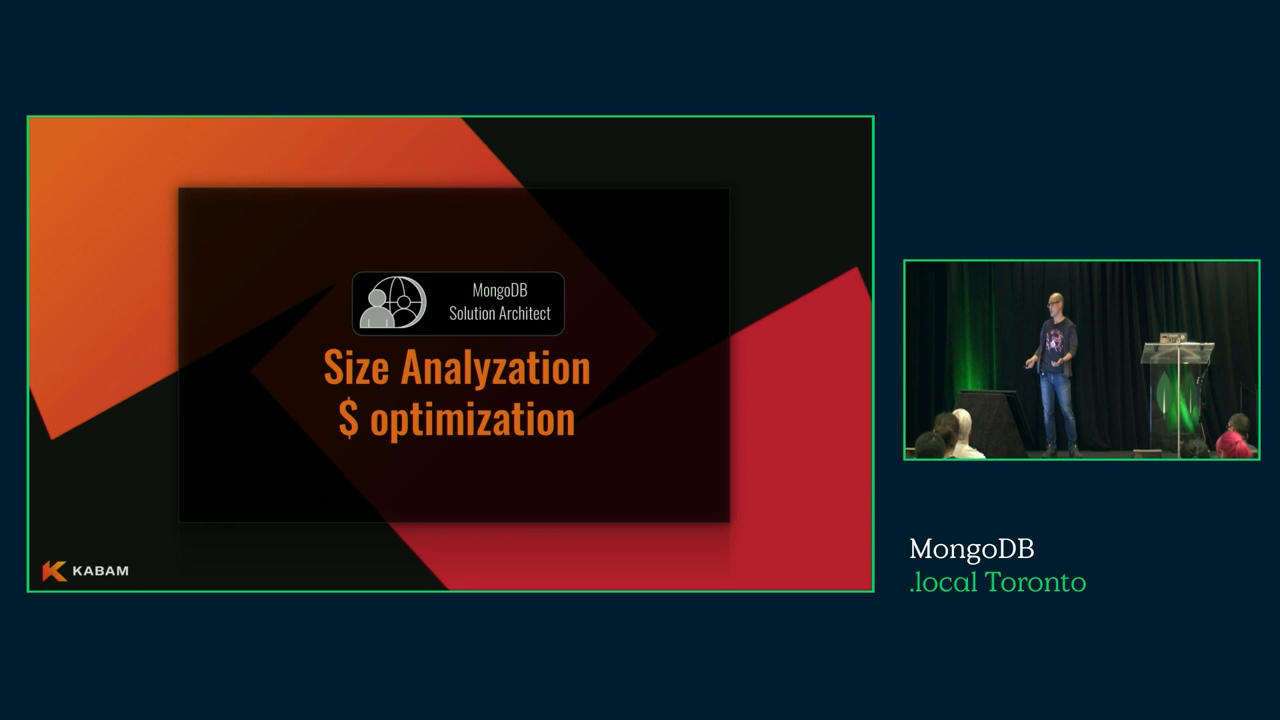 MongoDB
Solution Architect
Size Analyzation
$ optimization
KABAM
MongoDB
.local Toronto